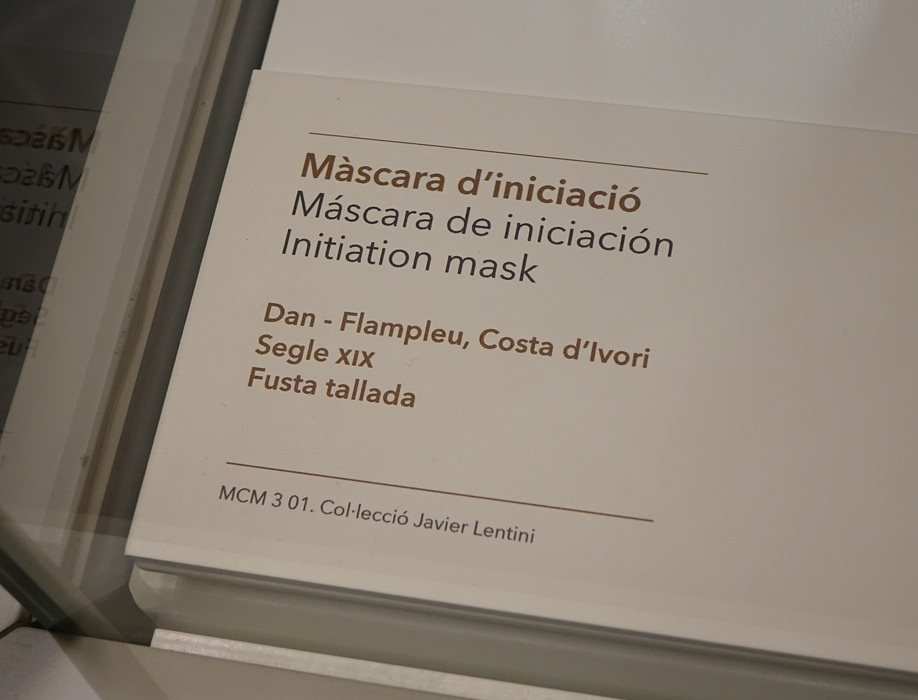 Màscara d'iniciació
Máscara de iniciación
Initiation mask
Dan - Flampleu, Costa d'Ivori
Segle XIX
Fusta tallada
MCM 3 01. Col·lecció Javier Lentini